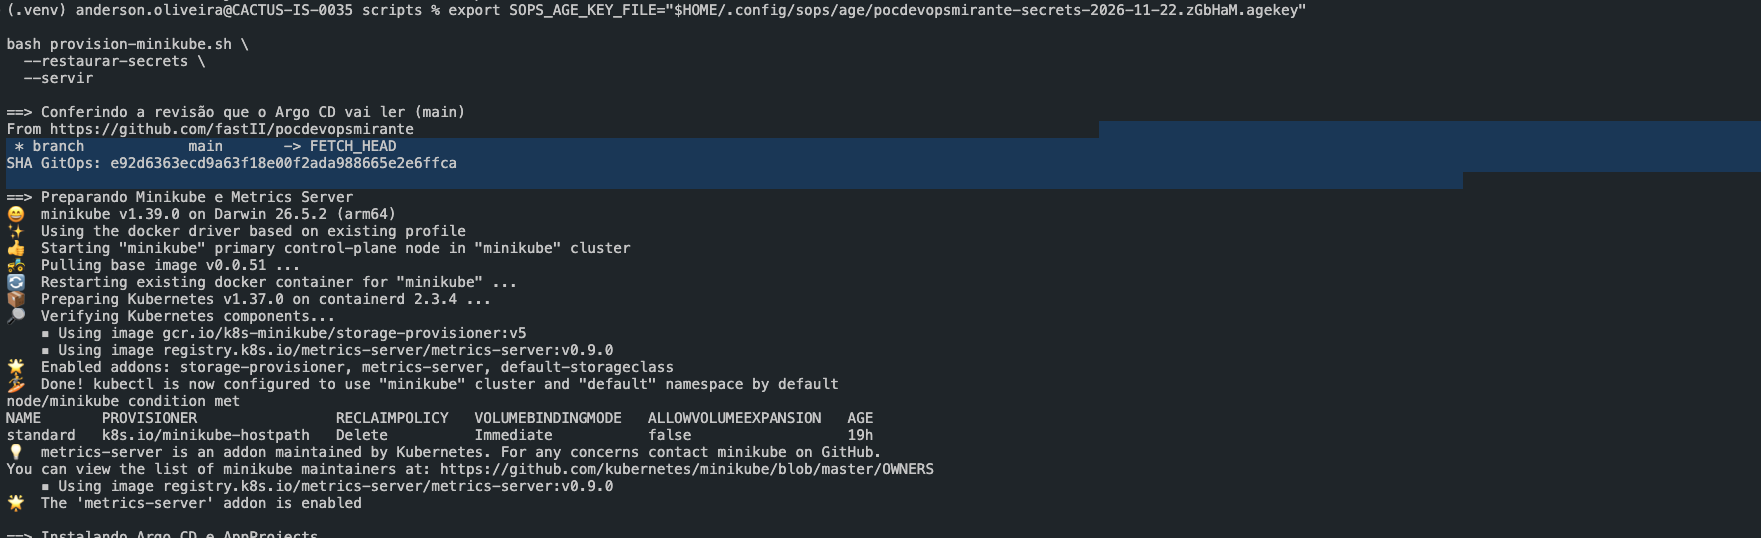 (.venv) anderson.oliveira@CACTUS-IS-0035 scripts % export SOPS_AGE_KEY_FILE="$HOME/.config/sops/age/pocdevopsmirante-secrets-2026-11-22.zGbHaM.agekey"
bash provision-minikube.sh \
--restaurar-secrets \
--servir
==> Conferindo a revisão que o Argo CD vai ler (main)
From https://github.com/fastII/pocdevopsmirante
* branch main -> FETCH_HEAD
SHA GitOps: e92d6363ecd9a63f18e00f2ada988665e2e6ffca
==> Preparando Minikube e Metrics Server
😄 minikube v1.39.0 on Darwin 26.5.2 (arm64)
✨ Using the docker driver based on existing profile
👍 Starting "minikube" primary control-plane node in "minikube" cluster
🚜 Pulling base image v0.0.51 ...
🔄 Restarting existing docker container for "minikube" ...
📦 Preparing Kubernetes v1.37.0 on containerd 2.3.4 ...
🔎 Verifying Kubernetes components...
▪ Using image gcr.io/k8s-minikube/storage-provisioner:v5
▪ Using image registry.k8s.io/metrics-server/metrics-server:v0.9.0
🌟 Enabled addons: storage-provisioner, metrics-server, default-storageclass
🏄 Done! kubectl is now configured to use "minikube" cluster and "default" namespace by default
node/minikube condition met
NAME PROVISIONER RECLAIMPOLICY VOLUMEBINDINGMODE ALLOWVOLUMEEXPANSION AGE
standard k8s.io/minikube-hostpath Delete Immediate false 19h
💡 metrics-server is an addon maintained by Kubernetes. For any concerns contact minikube on GitHub.
You can view the list of minikube maintainers at: https://github.com/kubernetes/minikube/blob/master/OWNERS
▪ Using image registry.k8s.io/metrics-server/metrics-server:v0.9.0
🌟 The 'metrics-server' addon is enabled
==> Instalando Argo CD e AppProjects